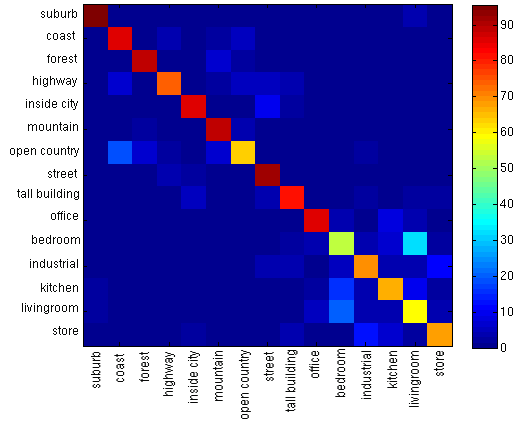 suburb
coast
forest
highway
inside city
mountain
open country
street
tall building
office
bedroom
industrial
kitchen
livingroom
store
suburb
coast
forest
highway
inside city
mountain
open country
street
tall building
office
bedroom
industrial
kitchen
livingroom
store
90
80
70
60
50
40
30
20
10
0